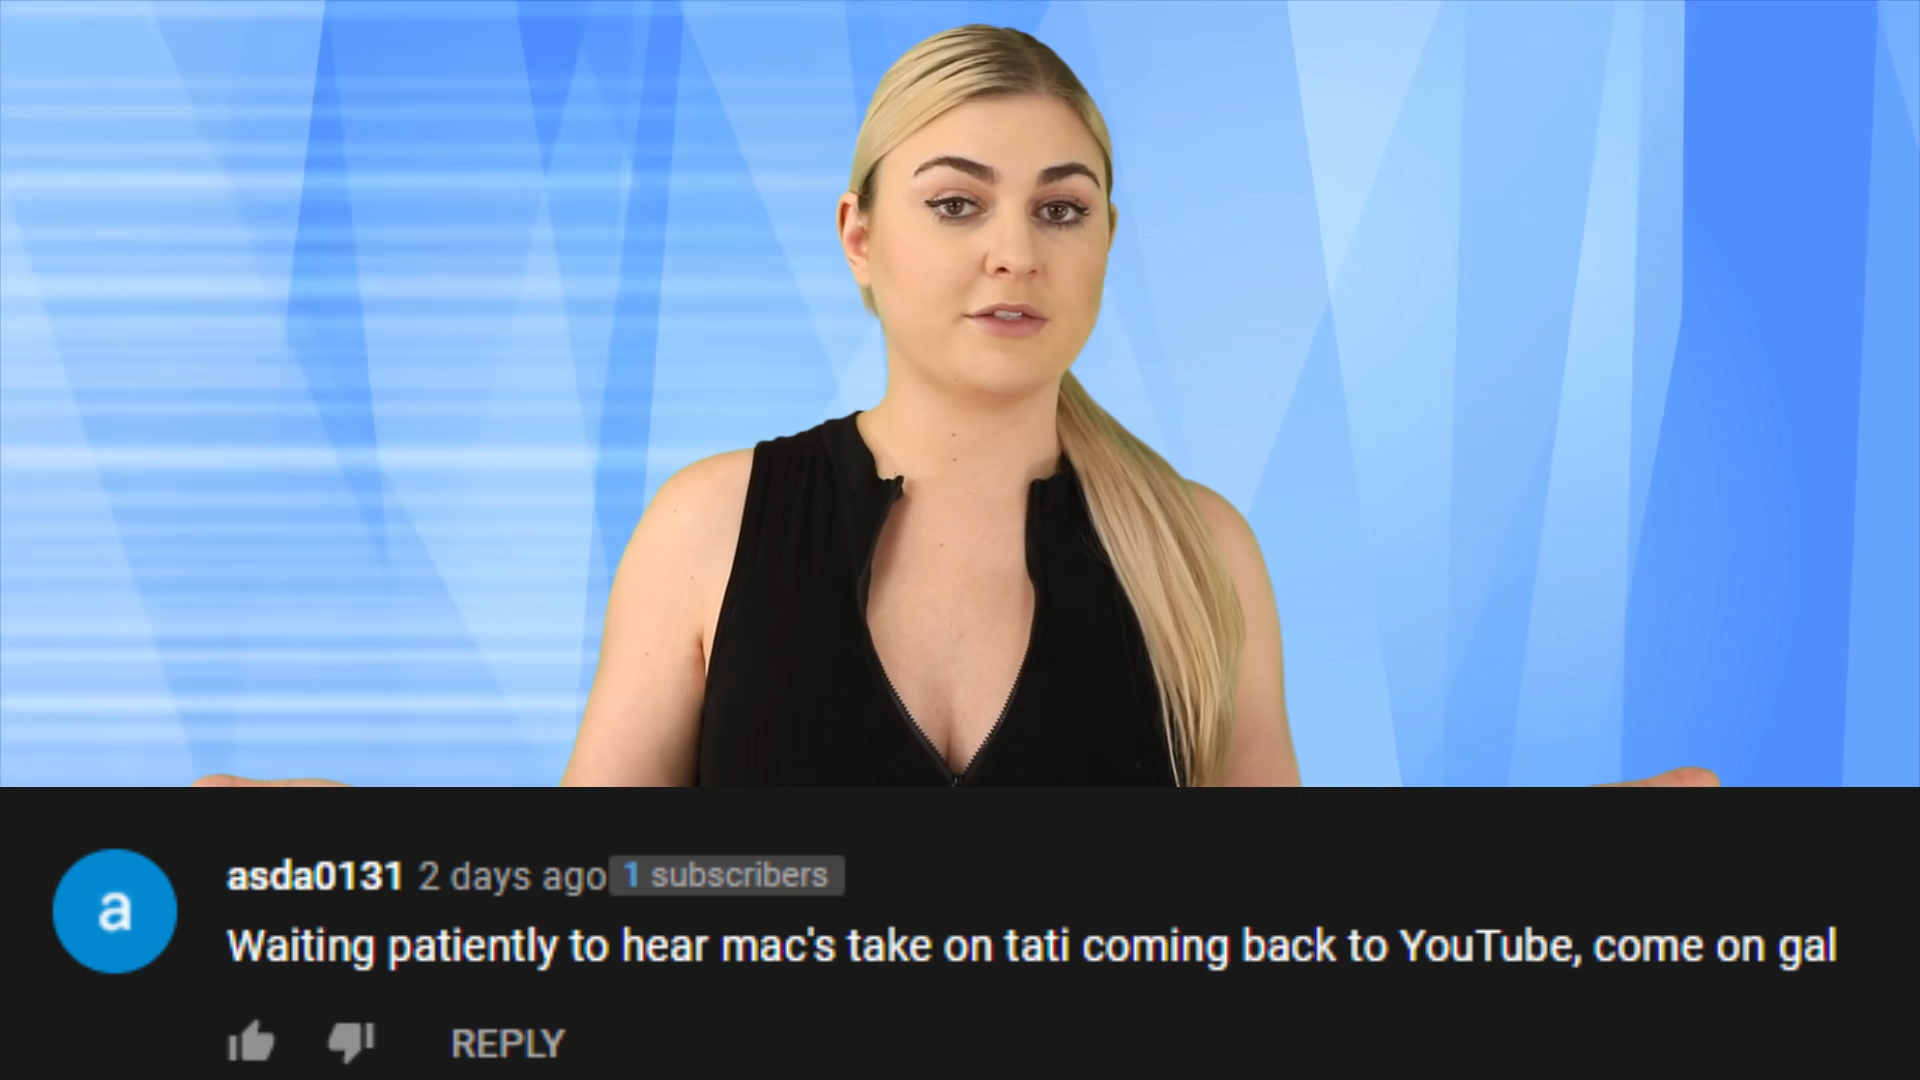 a
asda0131 2 days ago 1 subscribers
Waiting patiently to hear mac's take on tati coming back to YouTube, come on gal
REPLY